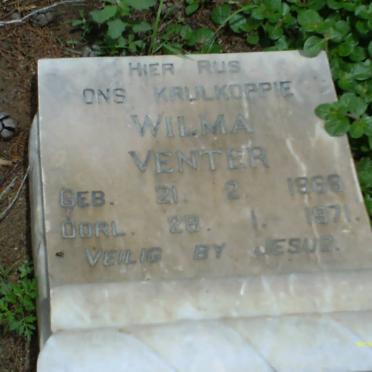 HIER RUS
ONS KRULKOPPIE
WILMA
VENTER
GEB. 21. 2. 1966
OORL. 28. 1. 1971.
VEILIG BY JESUS.